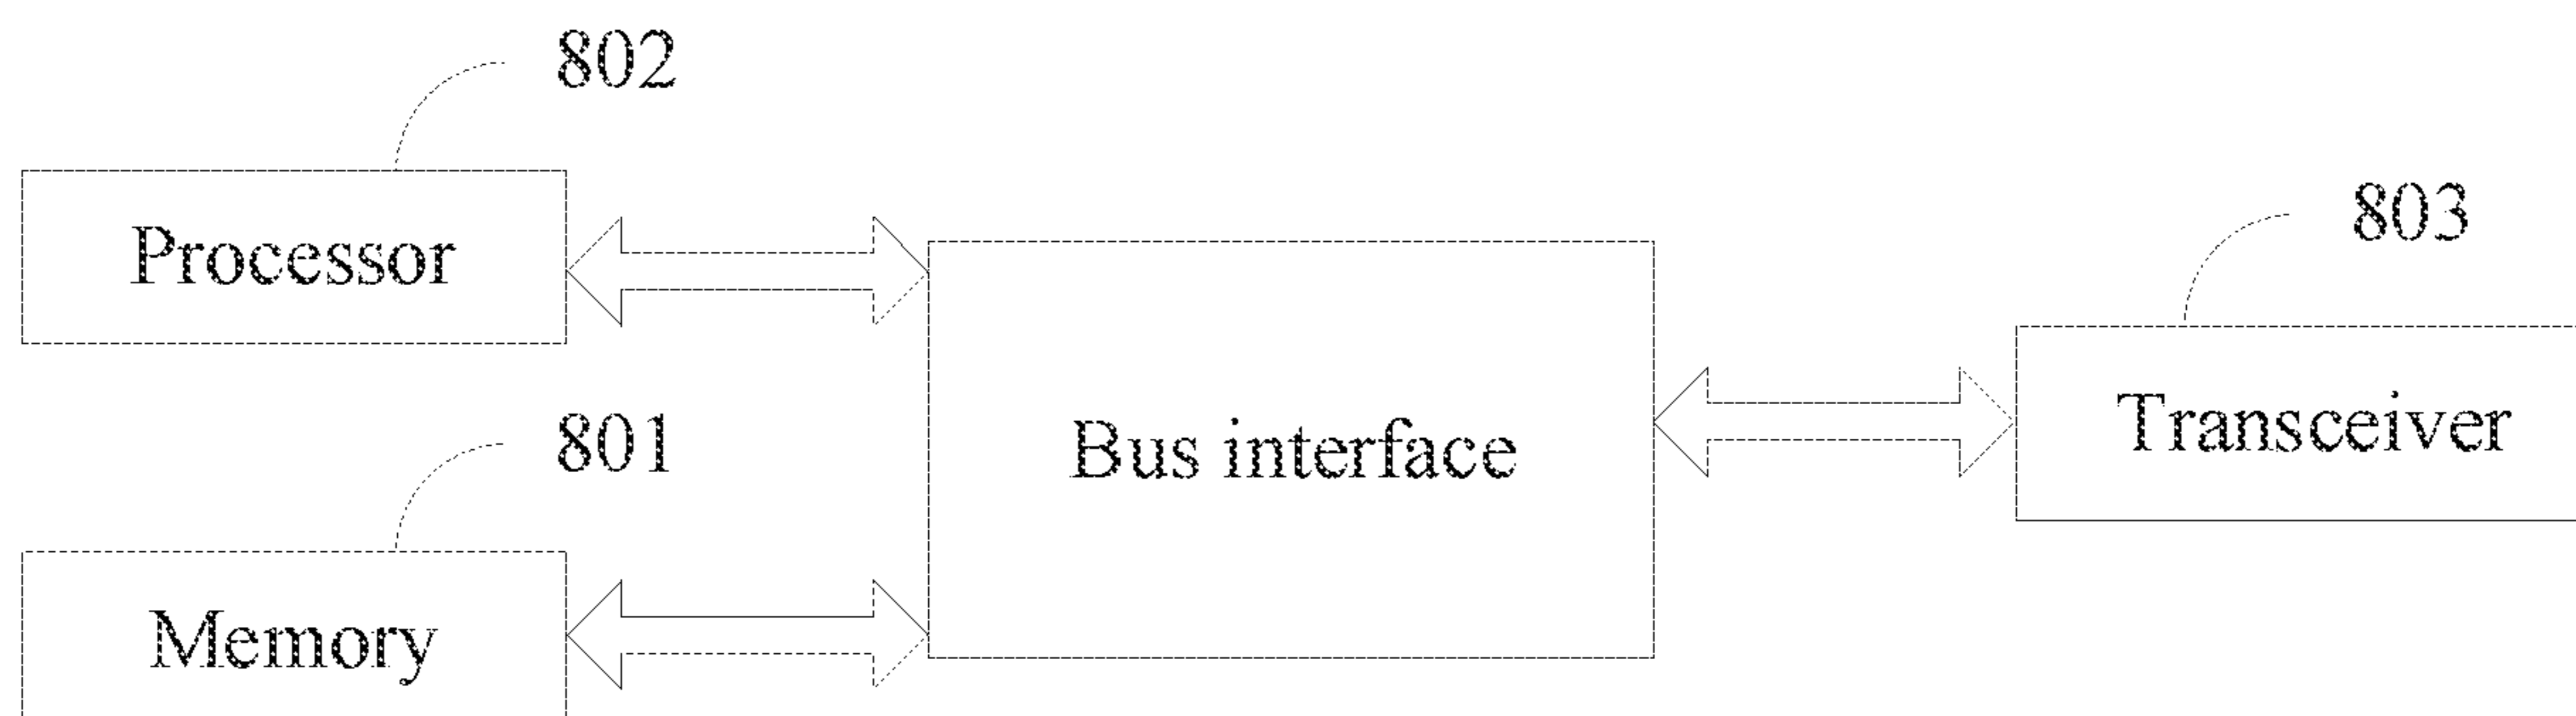 802
Processor
803
Transceiver
801
Bus interface
Memory